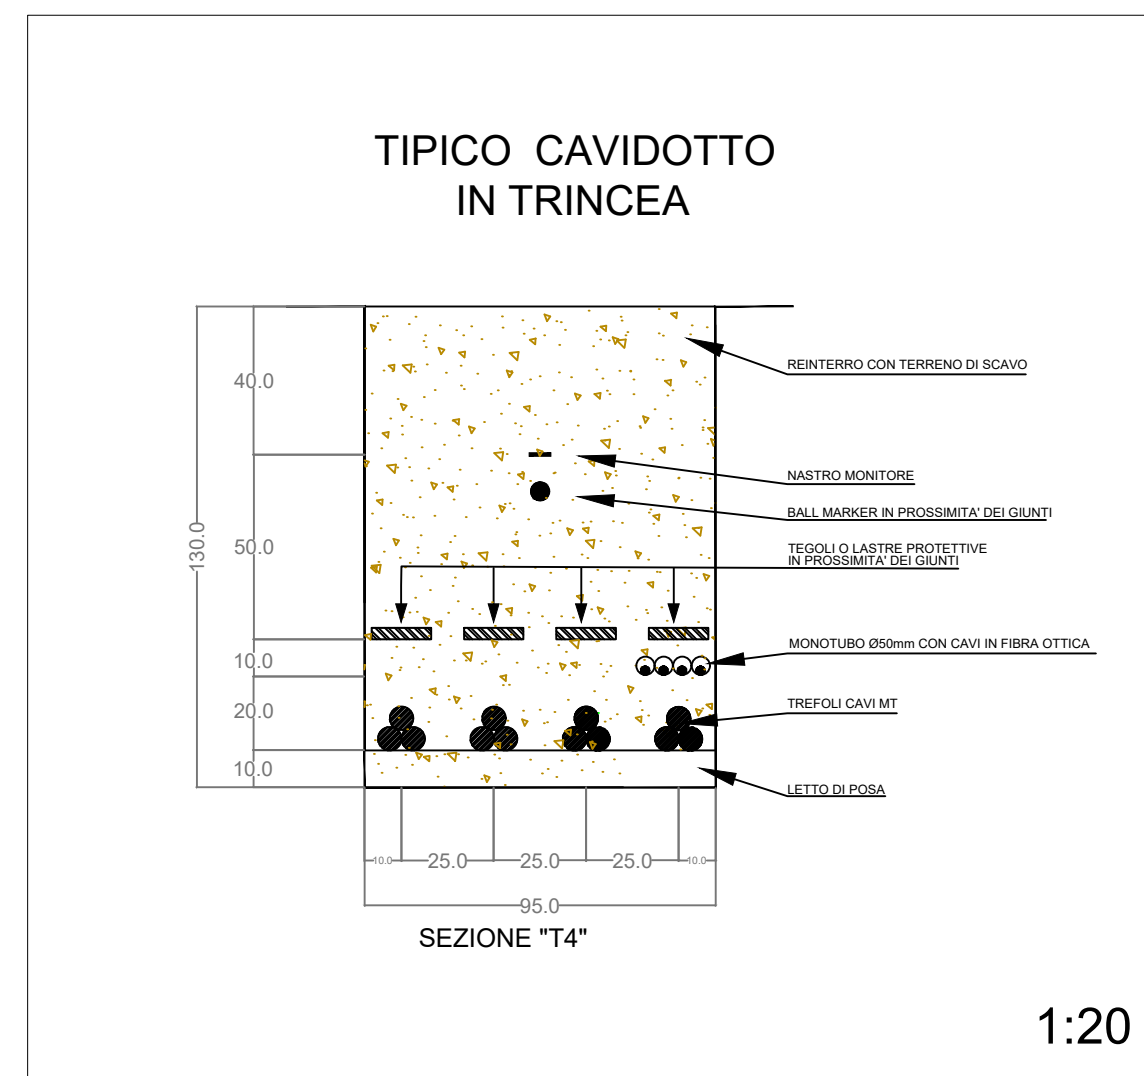 TIPICO CAVIDOTTO
IN TRINCEA
REINTERRO CON TERRENO DI SCAVO
40.0
NASTRO MONITORE
BALL MARKER IN PROSSIMITA' DEI GIUNTI
130.0
50.0
TEGOLI O LASTRE PROTETTIVE
IN PROSSIMITA' DEI GIUNTI
MONOTUBO Ø50mm CON CAVI IN FIBRA OTTICA
10.0
TREFOLI CAVI MT
20.0
10.0
LETTO DI POSA
10.0 25.0 25.0 25.0 10.0
95.0
SEZIONE "T4"
1:20